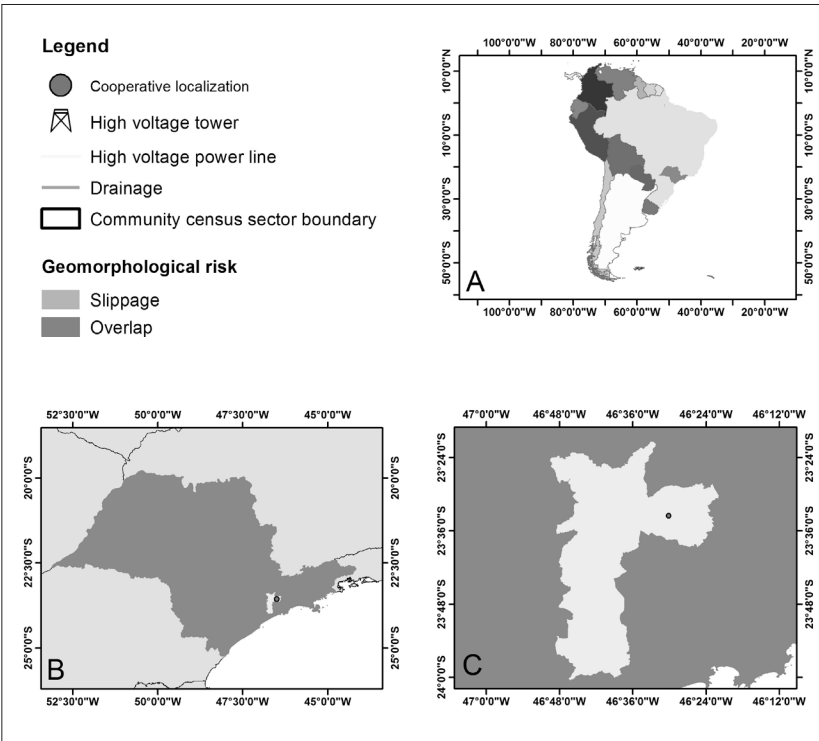 Legend
Cooperative localization
High voltage tower
High voltage power line
Drainage
Community census sector boundary
Geomorphological risk
Slippage
Overlap
100°0'0"W 80°0'0"W 60°0'0"W 40°0'0"W 20°0'0"W
10°0'0"N
10°0'0"S
30°0'0"S
50°0'0"S
10°0'0"N
10°0'0"S
30°0'0"S
50°0'0"S
A
100°0'0"W 80°0'0"W 60°0'0"W 40°0'0"W 20°0'0"W
52°30'0"W 50°0'0"W 47°30'0"W 45°0'0"W
20°0'0"S
22°30'0"S
25°0'0"S
20°0'0"S
22°30'0"S
25°0'0"S
B
52°30'0"W 50°0'0"W 47°30'0"W 45°0'0"W
47°0'0"W 46°48'0"W 46°36'0"W 46°24'0"W 46°12'0"W
23°24'0"S
23°36'0"S
23°48'0"S
24°0'0"S
23°24'0"S
23°36'0"S
23°48'0"S
24°0'0"S
C
47°0'0"W 46°48'0"W 46°36'0"W 46°24'0"W 46°12'0"W